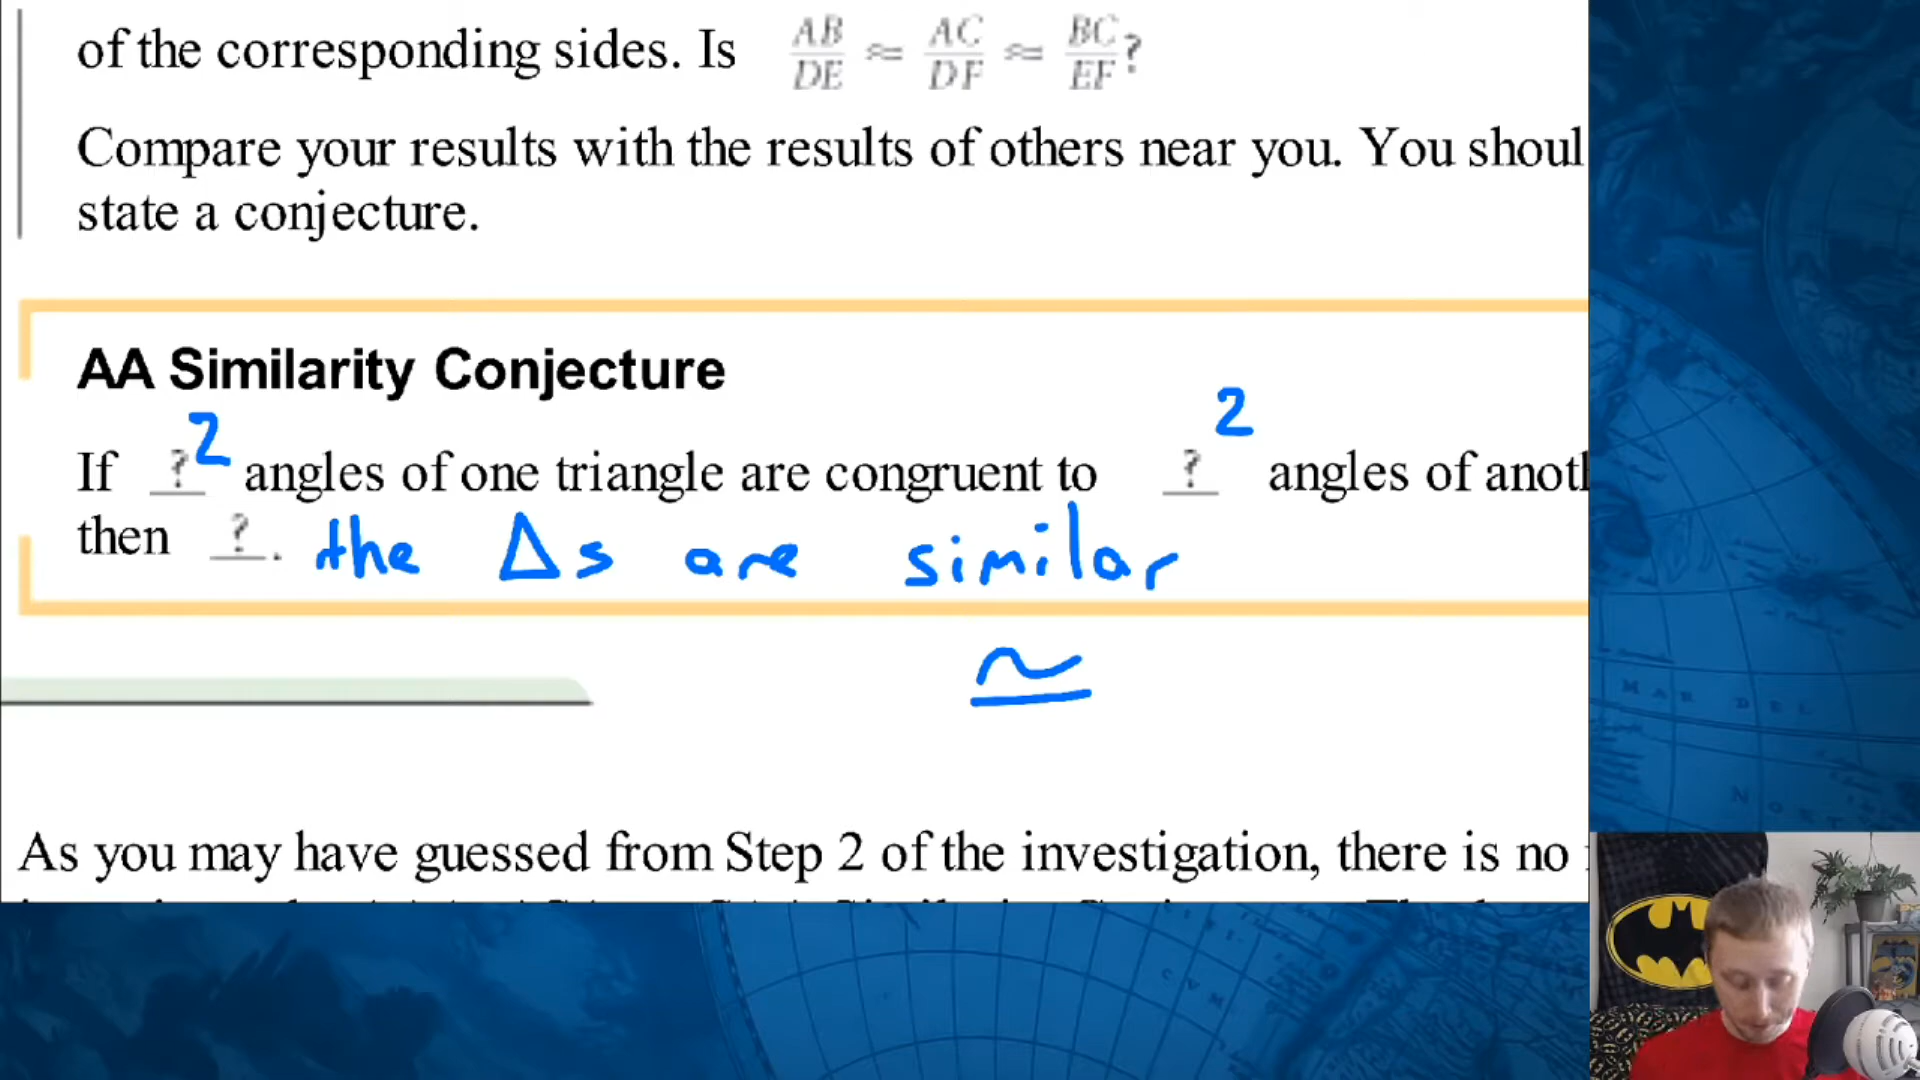 of the corresponding sides. Is AB/DE ≈ AC/DF ≈ BC/EF?
Compare your results with the results of others near you. You shoul
state a conjecture.
AA Similarity Conjecture
If ? 2 angles of one triangle are congruent to ? 2 angles of anoth
then ?. the Δs are similar
≅
As you may have guessed from Step 2 of the investigation, there is no
MAR DEL